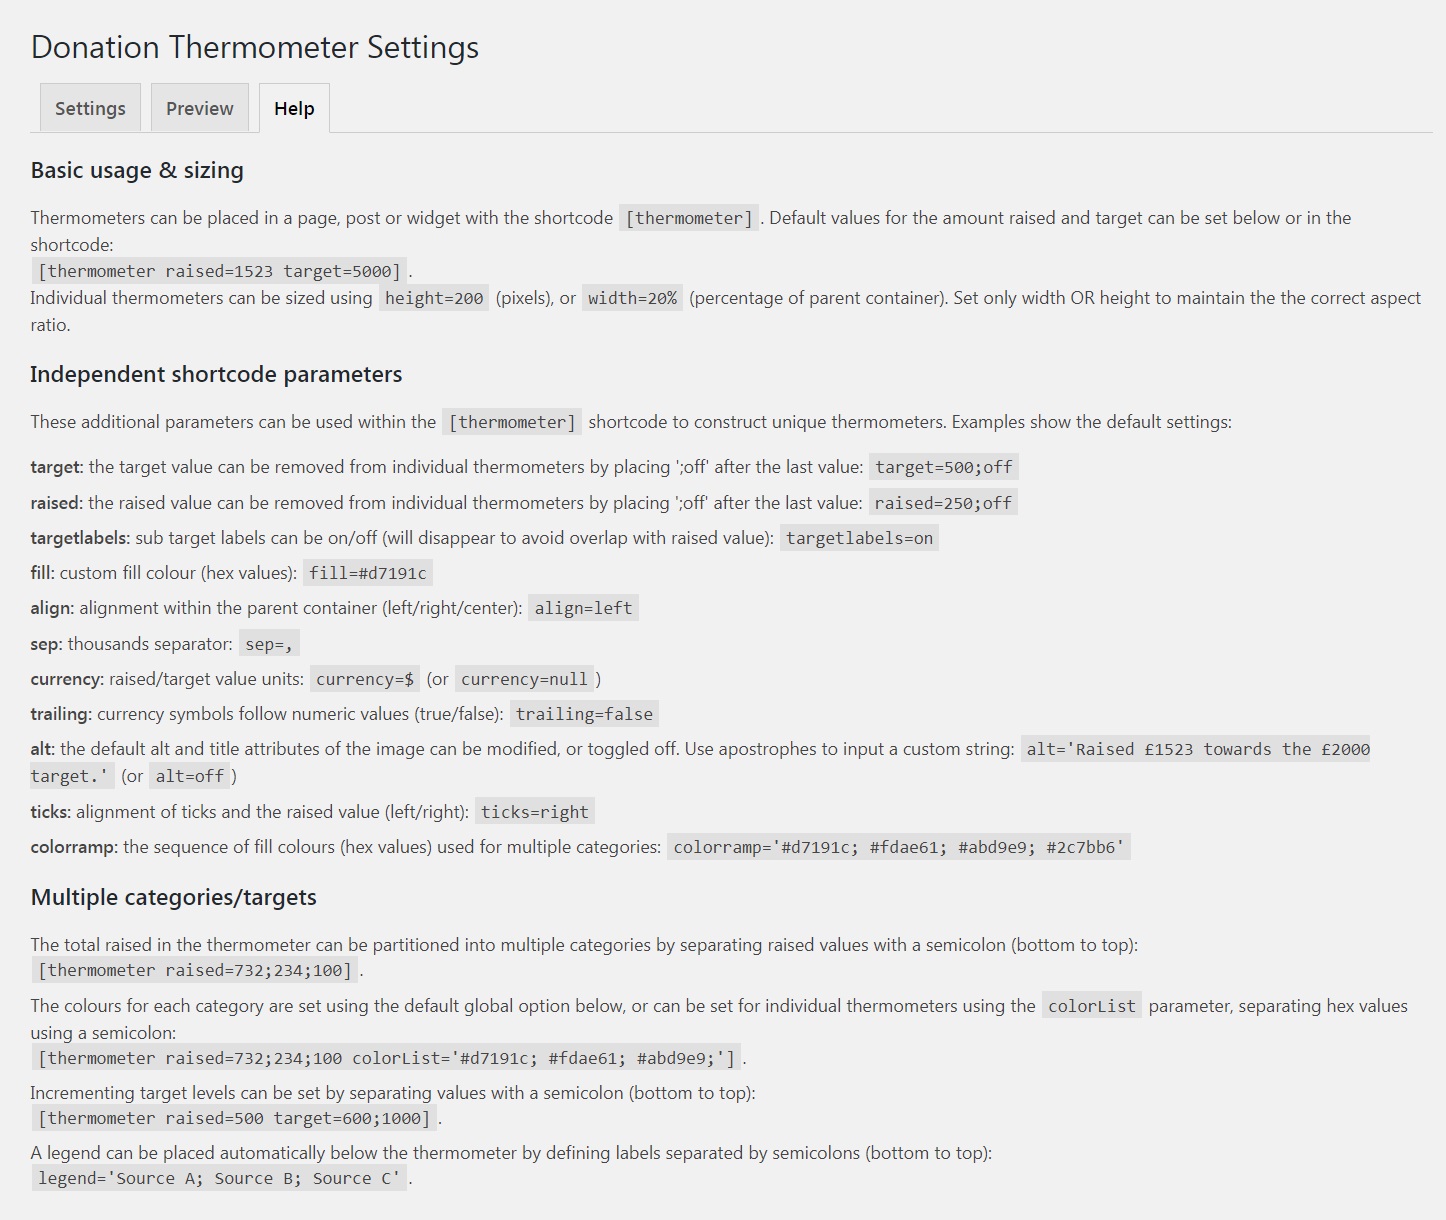 Donation Thermometer Settings
Settings
Preview
Help
Basic usage & sizing
Thermometers can be placed in a page, post or widget with the shortcode [thermometer] . Default values for the amount raised and target can be set below or in the
shortcode:
[thermometer raised=1523 target=5000] .
Individual thermometers can be sized using height=200 (pixels), or width=20% (percentage of parent container). Set only width OR height to maintain the the correct aspect
ratio.
Independent shortcode parameters
These additional parameters can be used within the [thermometer] shortcode to construct unique thermometers. Examples show the default settings:
target: the target value can be removed from individual thermometers by placing ';off' after the last value: target=500;off
raised: the raised value can be removed from individual thermometers by placing ';off' after the last value: raised=250;off
targetlabels: sub target labels can be on/off (will disappear to avoid overlap with raised value): targetlabels=on
fill: custom fill colour (hex values): fill=#d7191c
align: alignment within the parent container (left/right/center): align=left
sep: thousands separator: sep=,
currency: raised/target value units: currency=$ (or currency=null )
trailing: currency symbols follow numeric values (true/false): trailing=false
alt: the default alt and title attributes of the image can be modified, or toggled off. Use apostrophes to input a custom string: alt='Raised £1523 towards the £2000
target.' (or alt=off )
ticks: alignment of ticks and the raised value (left/right): ticks=right
colorramp: the sequence of fill colours (hex values) used for multiple categories: colorramp='#d7191c; #fdae61; #abd9e9; #2c7bb6'
Multiple categories/targets
The total raised in the thermometer can be partitioned into multiple categories by separating raised values with a semicolon (bottom to top):
[thermometer raised=732;234;100] .
The colours for each category are set using the default global option below, or can be set for individual thermometers using the colorList parameter, separating hex values
using a semicolon:
[thermometer raised=732;234;100 colorList='#d7191c; #fdae61; #abd9e9;'] .
Incrementing target levels can be set by separating values with a semicolon (bottom to top):
[thermometer raised=500 target=600;1000] .
A legend can be placed automatically below the thermometer by defining labels separated by semicolons (bottom to top):
legend='Source A; Source B; Source C' .